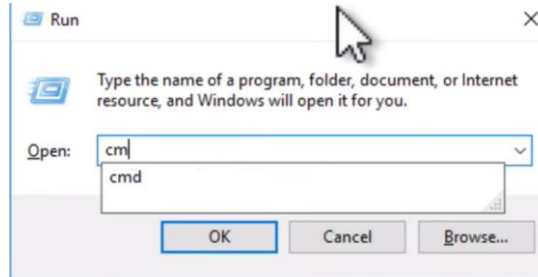 Run
Type the name of a program, folder, document, or Internet
resource, and Windows will open it for you.
Open: cm
cmd
OK Cancel Browse...